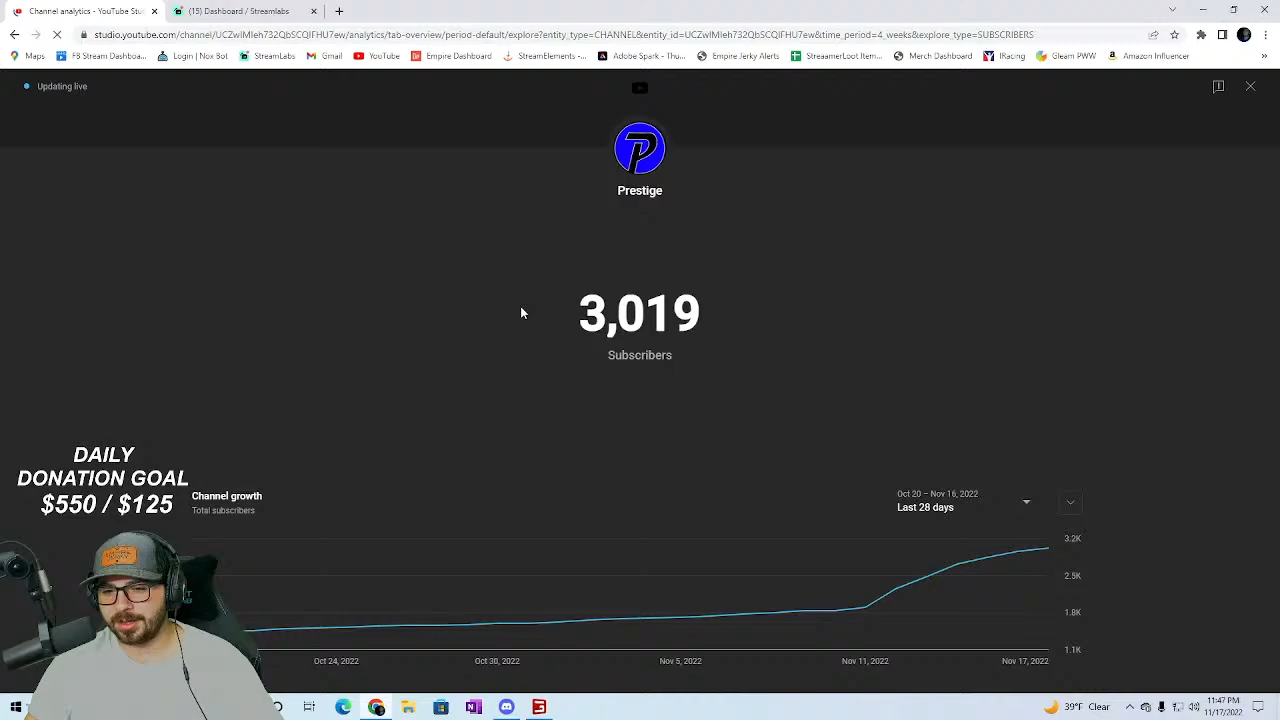 Channel analytics - YouTube Stu
(15) Dashboard / Streamlabs
studio.youtube.com/channel/UCZwIMIeh732QbSCQIFHU7ew/analytics/tab-overview/period-default/explore?entity_type=CHANNEL&entity_id=UCZwIMIeh732QbSCQIFHU7ew&time_period=4_weeks&explore_type=SUBSCRIBERS
Maps
FB Stream Dashboa...
Login | Nox Bot
StreamLabs
Gmail
YouTube
Empire Dashboard
StreamElements -...
Adobe Spark - Thu...
Empire Jerky Alerts
StreaamerLoot Item...
Merch Dashboard
IRacing
Gleam PWW
Amazon Influencer
»
Updating live
P
Prestige
3,019
Subscribers
DAILY
DONATION GOAL
$550 / $125
Channel growth
Total subscribers
Oct 20 – Nov 16, 2022
Last 28 days
3.2K
2.5K
1.8K
1.1K
Oct 24, 2022
Oct 30, 2022
Nov 5, 2022
Nov 11, 2022
Nov 17, 2022
39°F Clear
11:47 PM
11/17/2022